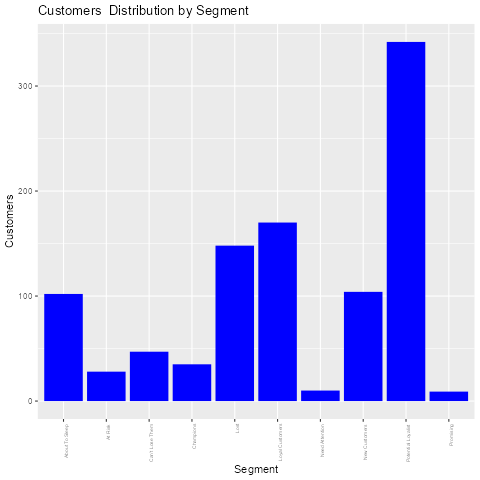 Customers  Distribution by Segment
Customers
300
200
100
0
About To Sleep
At Risk
Can't Lose Them
Champions
Lost
Loyal Customers
Need Attention
New Customers
Potential Loyalist
Promising
Segment